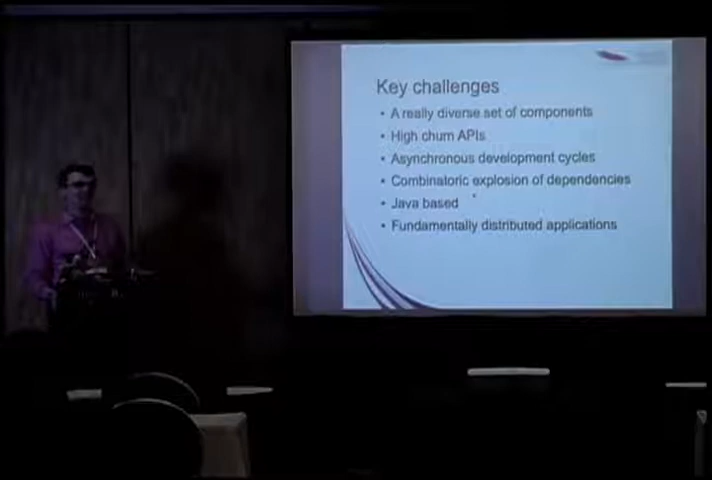 Key challenges
• A really diverse set of components
• High churn APIs
• Asynchronous development cycles
• Combinatoric explosion of dependencies
• Java based
• Fundamentally distributed applications